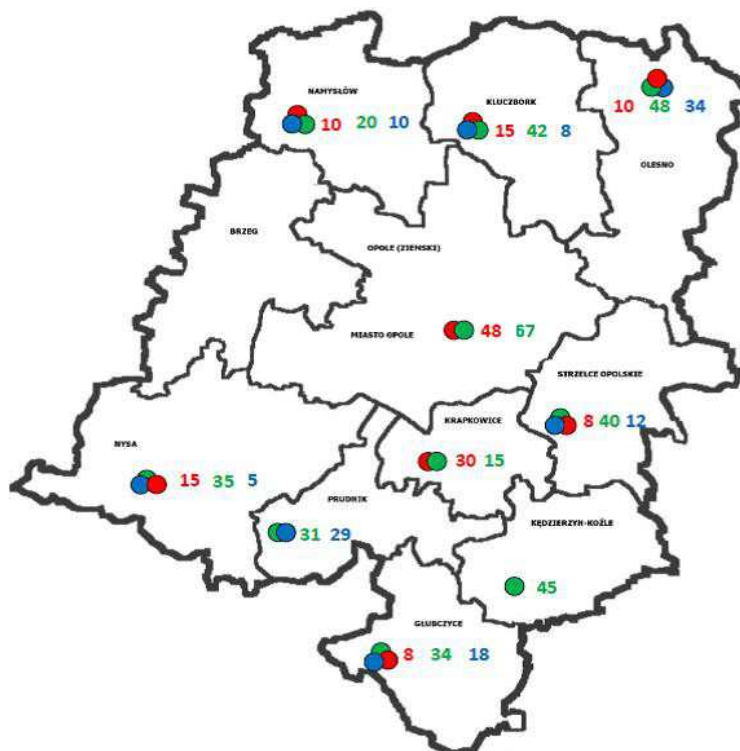 NAMYSŁÓW
10 20 10
KLUCZBORK
15 42 8
10 48 34
OLESNO
BRZEG
OPOLE (ZIEMSKI)
MIASTO OPOLE
48 67
STRZELCE OPOLSKIE
8 40 12
NYSA
15 35 5
KRAPKOWICE
30 15
PRUDNIK
31 29
KĘDZIERZYN-KOŹLE
45
GŁUBCZYCE
8 34 18